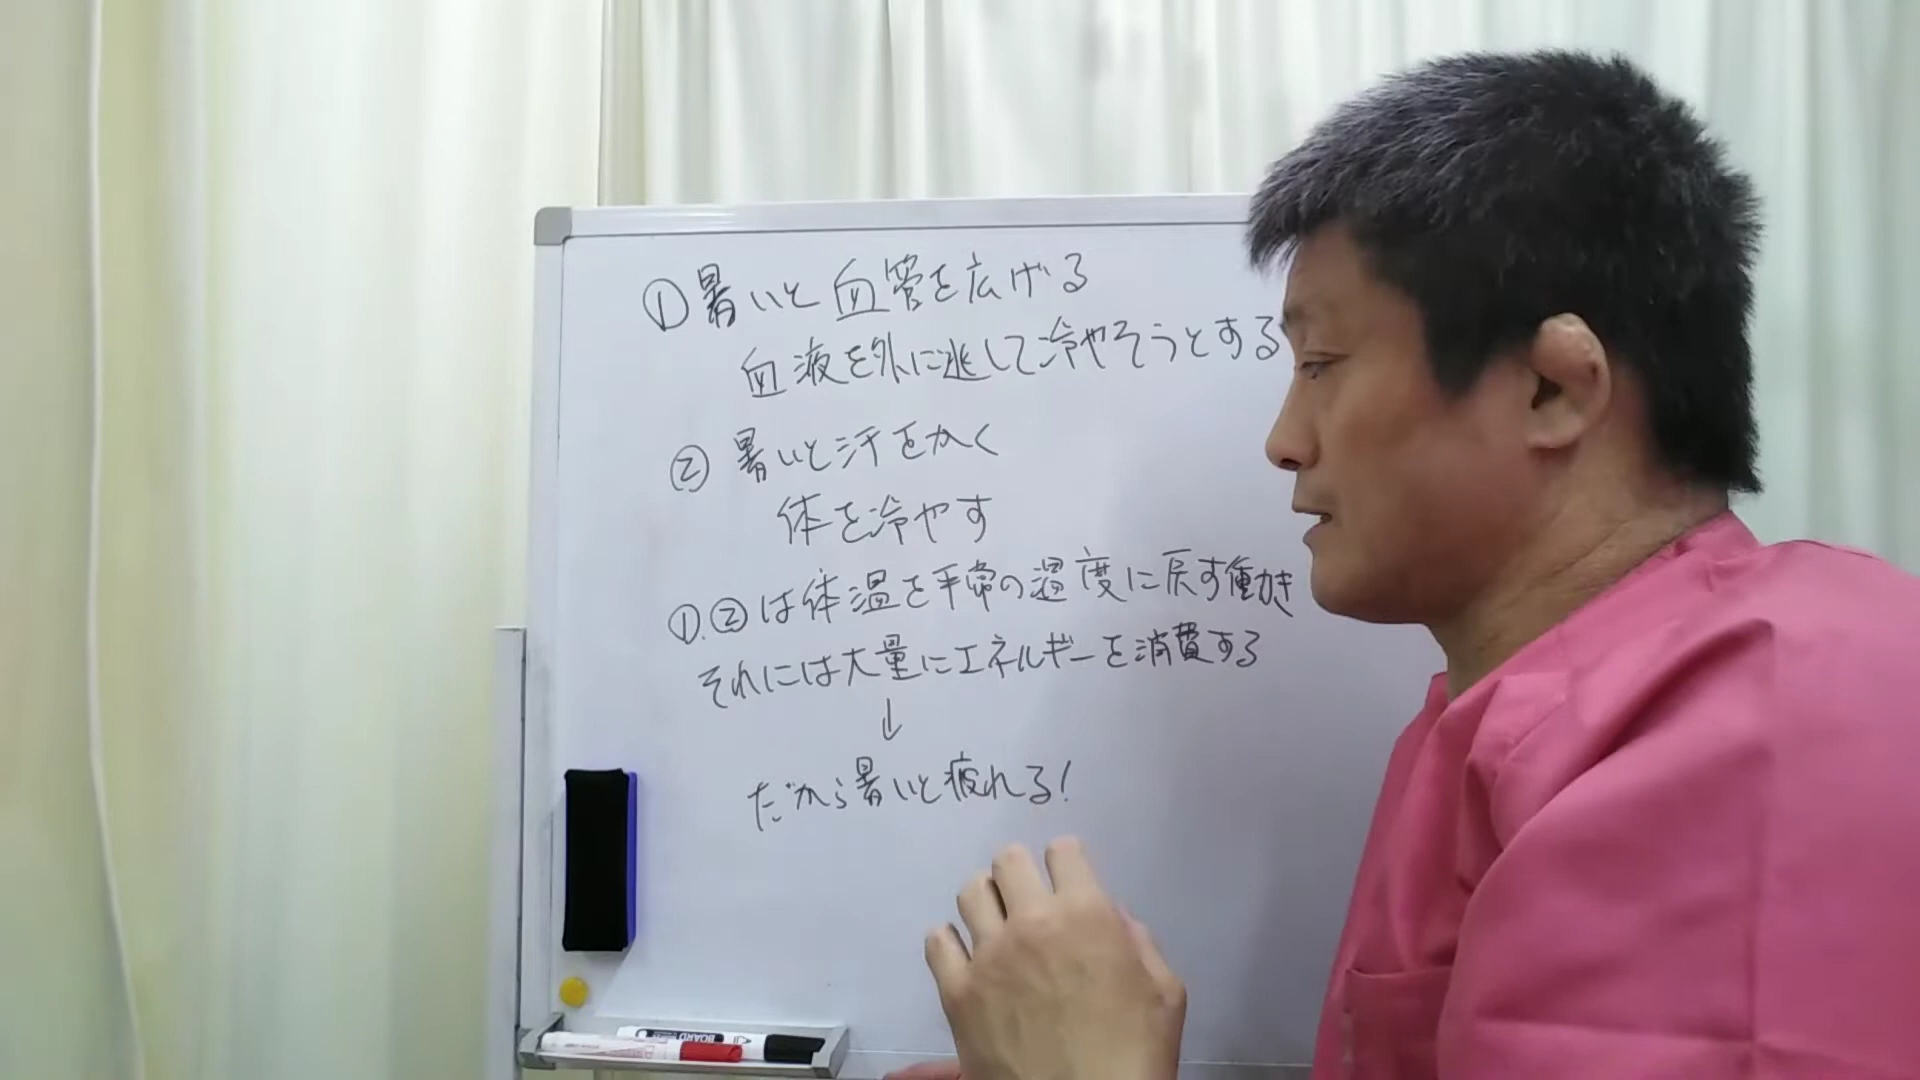 ①暑いと血管を広げる
血液を外に逃して冷やそうとする
②暑いと汗をかく
体を冷やす
①.②は体温を平常の温度に戻す働き
それには大量にエネルギーを消費する
↓
だから暑いと疲れる!
BOARD